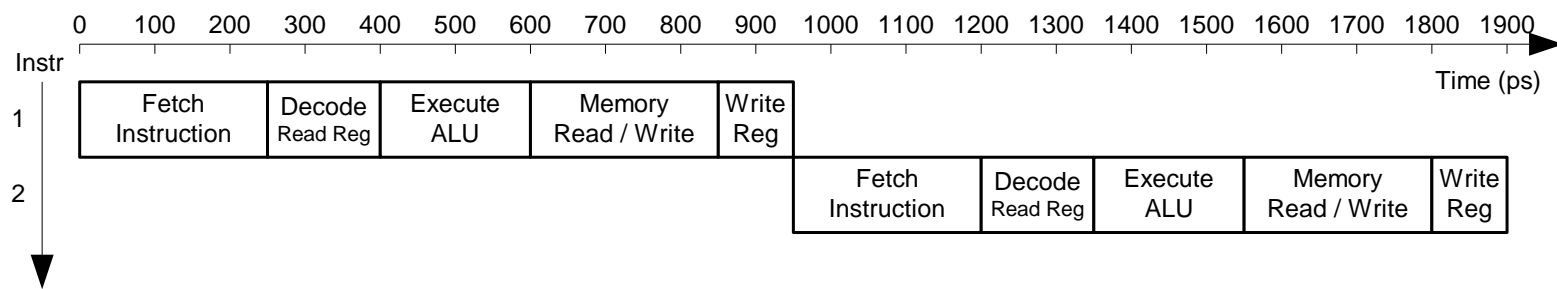 0 100 200 300 400 500 600 700 800 900 1000 1100 1200 1300 1400 1500 1600 1700 1800 1900
Instr
Time (ps)
1
Fetch
Instruction
Decode
Read Reg
Execute
ALU
Memory
Read / Write
Write
Reg
2
Fetch
Instruction
Decode
Read Reg
Execute
ALU
Memory
Read / Write
Write
Reg